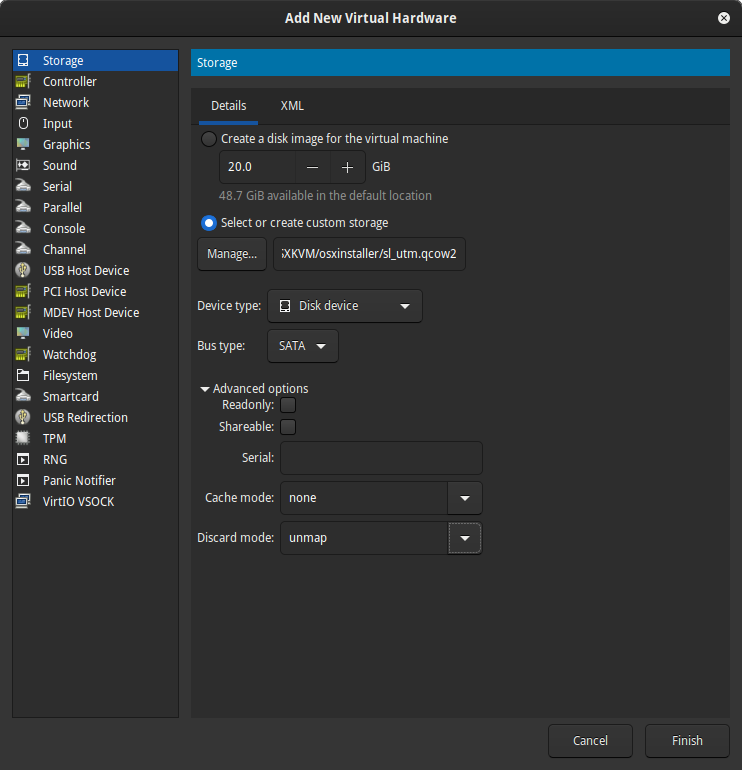 Add New Virtual Hardware
Storage
Controller
Network
Input
Graphics
Sound
Serial
Parallel
Console
Channel
USB Host Device
PCI Host Device
MDEV Host Device
Video
Watchdog
Filesystem
Smartcard
USB Redirection
TPM
RNG
Panic Notifier
VirtIO VSOCK
Storage
Details XML
Create a disk image for the virtual machine
20.0 — + GiB
48.7 GiB available in the default location
Select or create custom storage
Manage... iXKVM/osxinstaller/sl_utm.qcow2
Device type: Disk device
Bus type: SATA
Advanced options
Readonly:
Shareable:
Serial:
Cache mode: none
Discard mode: unmap
Cancel Finish